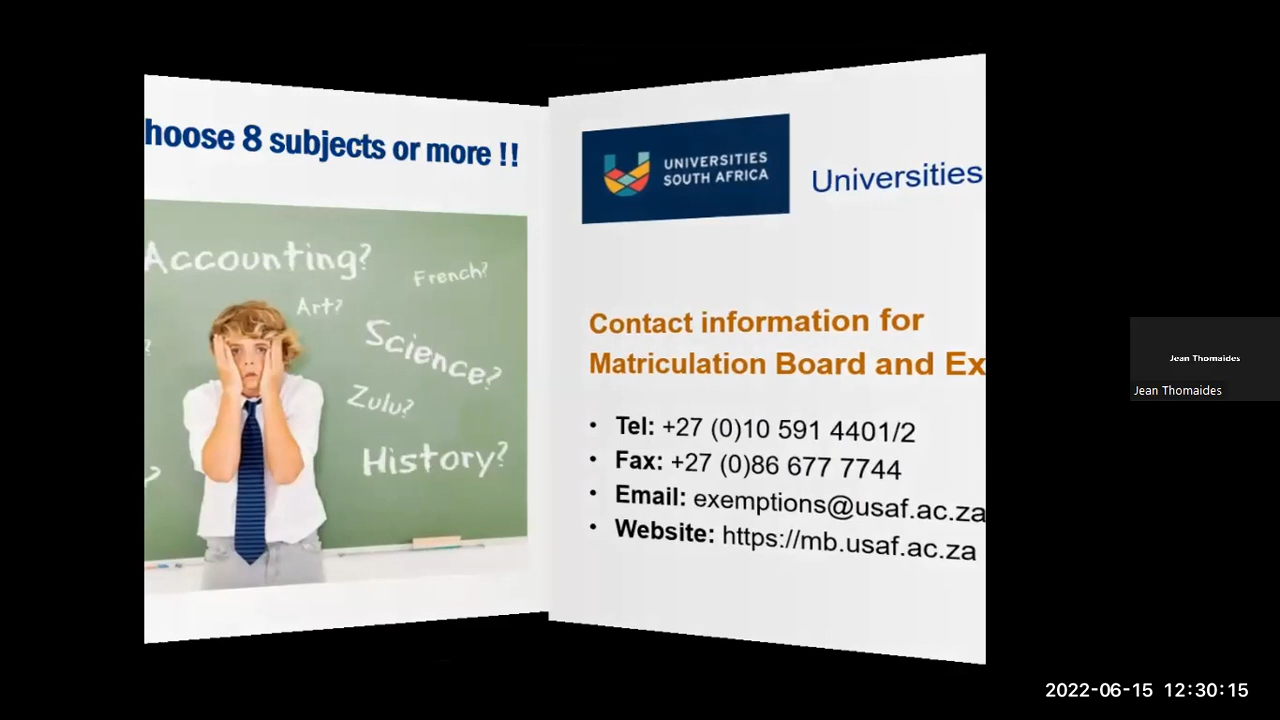 hoose 8 subjects or more !!
Accounting?
French?
Art?
Science?
?
Zulu?
History?
?
UNIVERSITIES
SOUTH AFRICA
Universities
Contact information for
Matriculation Board and Ex
• Tel: +27 (0)10 591 4401/2
• Fax: +27 (0)86 677 7744
• Email: exemptions@usaf.ac.za
• Website: https://mb.usaf.ac.za
Jean Thomaides
Jean Thomaides
2022-06-15 12:30:15